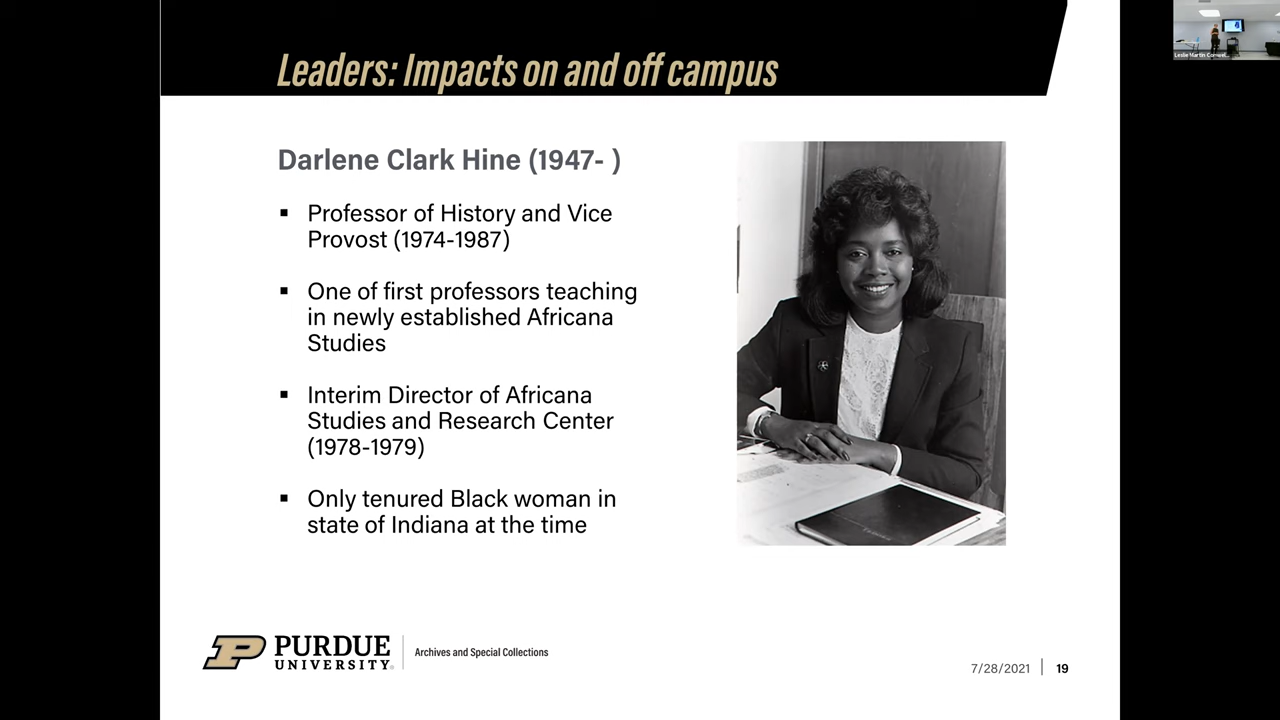 Leaders: Impacts on and off campus
Darlene Clark Hine (1947- )
▪ Professor of History and Vice
Provost (1974-1987)
▪ One of first professors teaching
in newly established Africana
Studies
▪ Interim Director of Africana
Studies and Research Center
(1978-1979)
▪ Only tenured Black woman in
state of Indiana at the time
P PURDUE
UNIVERSITY®
Archives and Special Collections
7/28/2021 | 19
Leslie Martin Conwel...